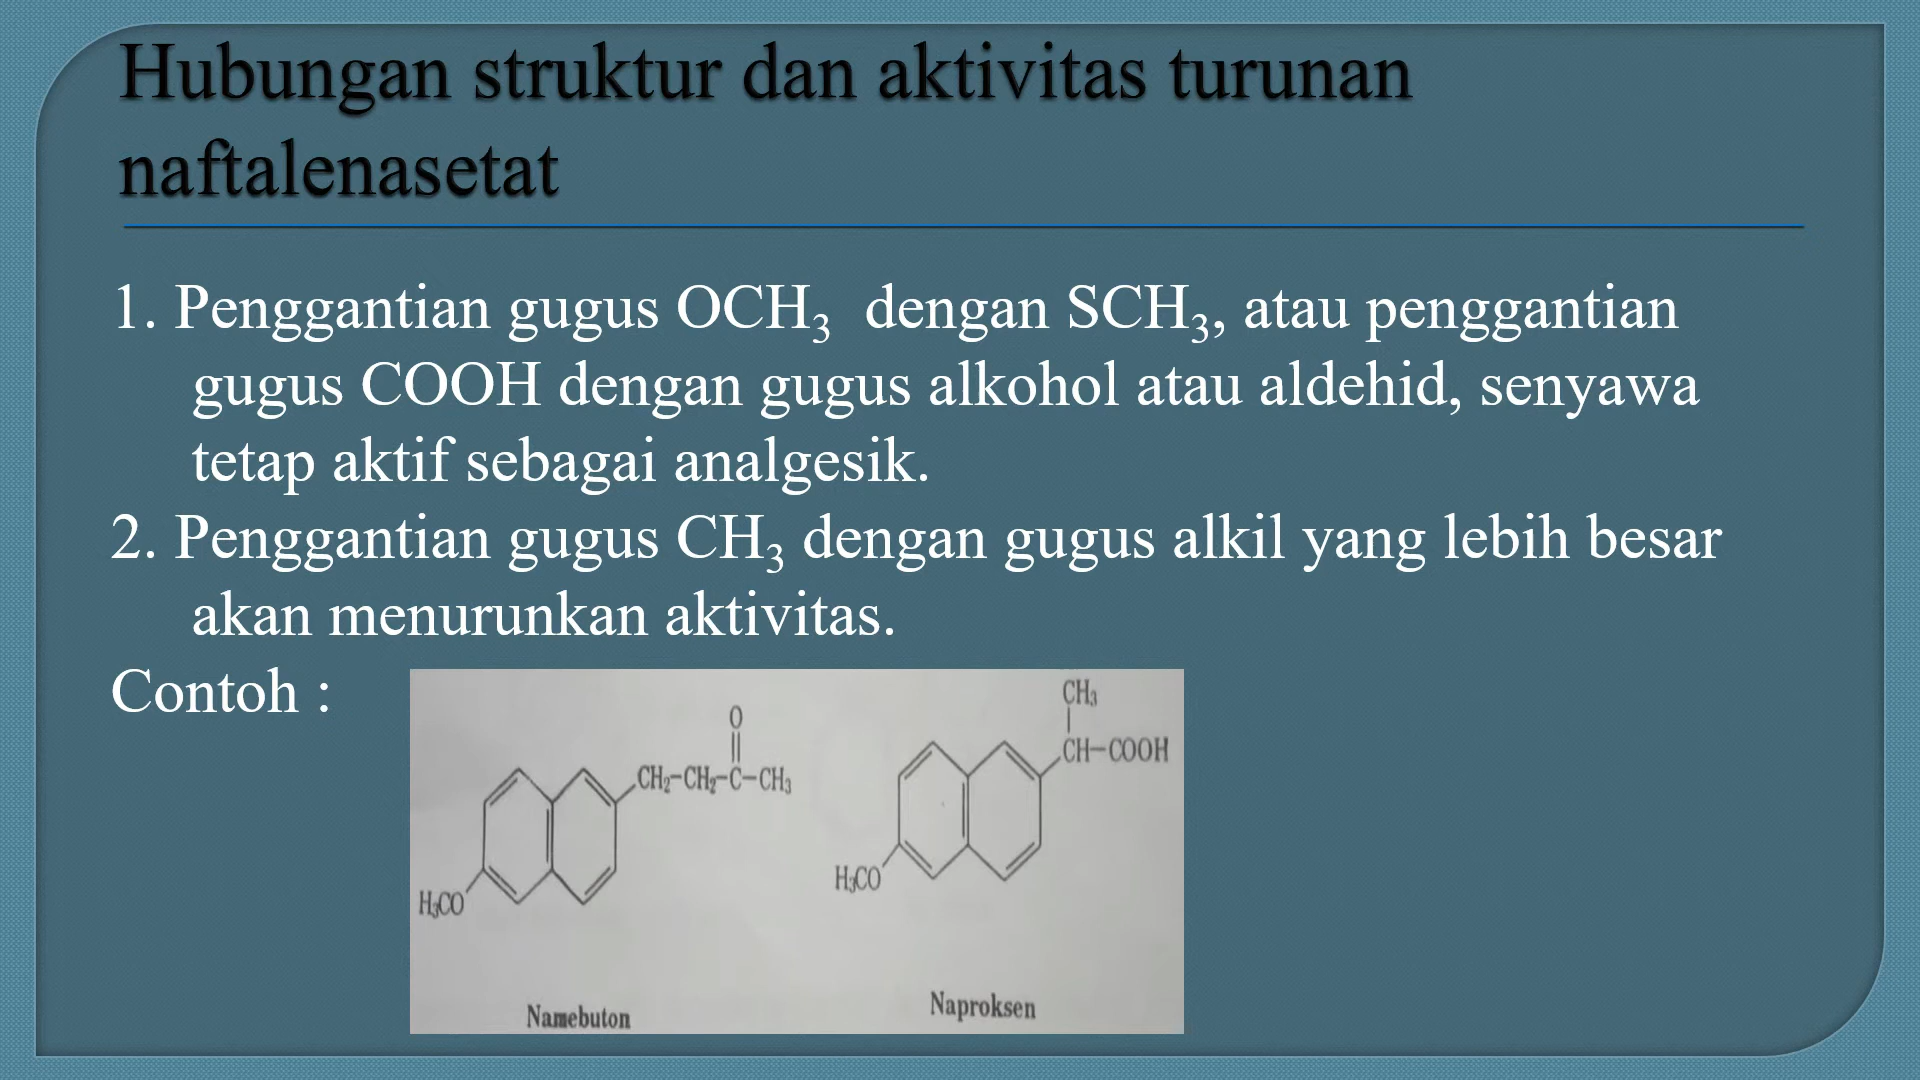 Hubungan struktur dan aktivitas turunan
naftalenasetat
1. Penggantian gugus OCH₃ dengan SCH₃, atau penggantian
gugus COOH dengan gugus alkohol atau aldehid, senyawa
tetap aktif sebagai analgesik.
2. Penggantian gugus CH₃ dengan gugus alkil yang lebih besar
akan menurunkan aktivitas.
Contoh :
O
CH₂-CH₂-C-CH₃
H₃CO
Namebuton
CH₃
CH-COOH
H₃CO
Naproksen